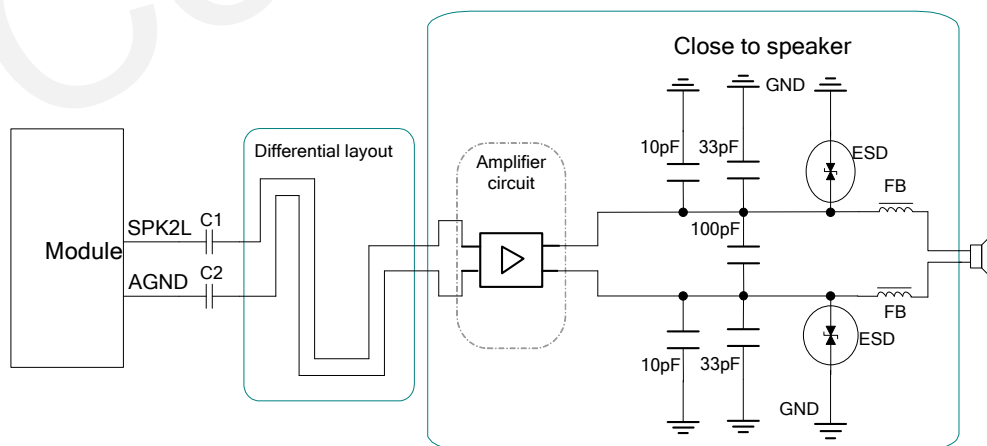 Close to speaker
GND
10pF
33pF
ESD
Differential layout
Amplifier
circuit
FB
SPK2L
C1
100pF
Module
AGND
C2
FB
10pF
33pF
ESD
GND